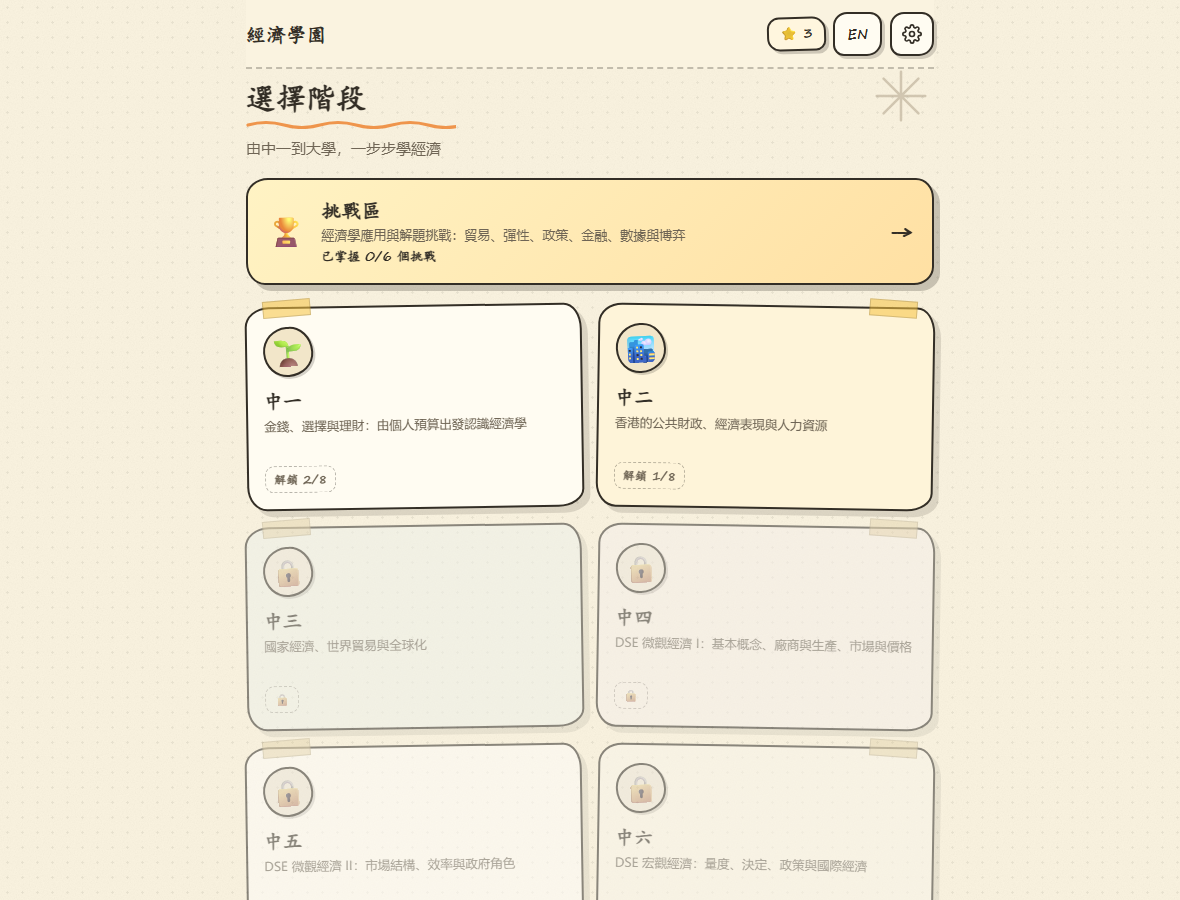 經濟學園
3
EN
選擇階段
由中一到大學，一步步學經濟
挑戰區
經濟學應用與解題挑戰：貿易、彈性、政策、金融、數據與博弈
已掌握 0/6 個挑戰
→
中一
金錢、選擇與理財：由個人預算出發認識經濟學
解鎖 2/8
中二
香港的公共財政、經濟表現與人力資源
解鎖 1/8
中三
國家經濟、世界貿易與全球化
中四
DSE 微觀經濟 I：基本概念、廠商與生產、市場與價格
中五
DSE 微觀經濟 II：市場結構、效率與政府角色
中六
DSE 宏觀經濟：量度、決定、政策與國際經濟